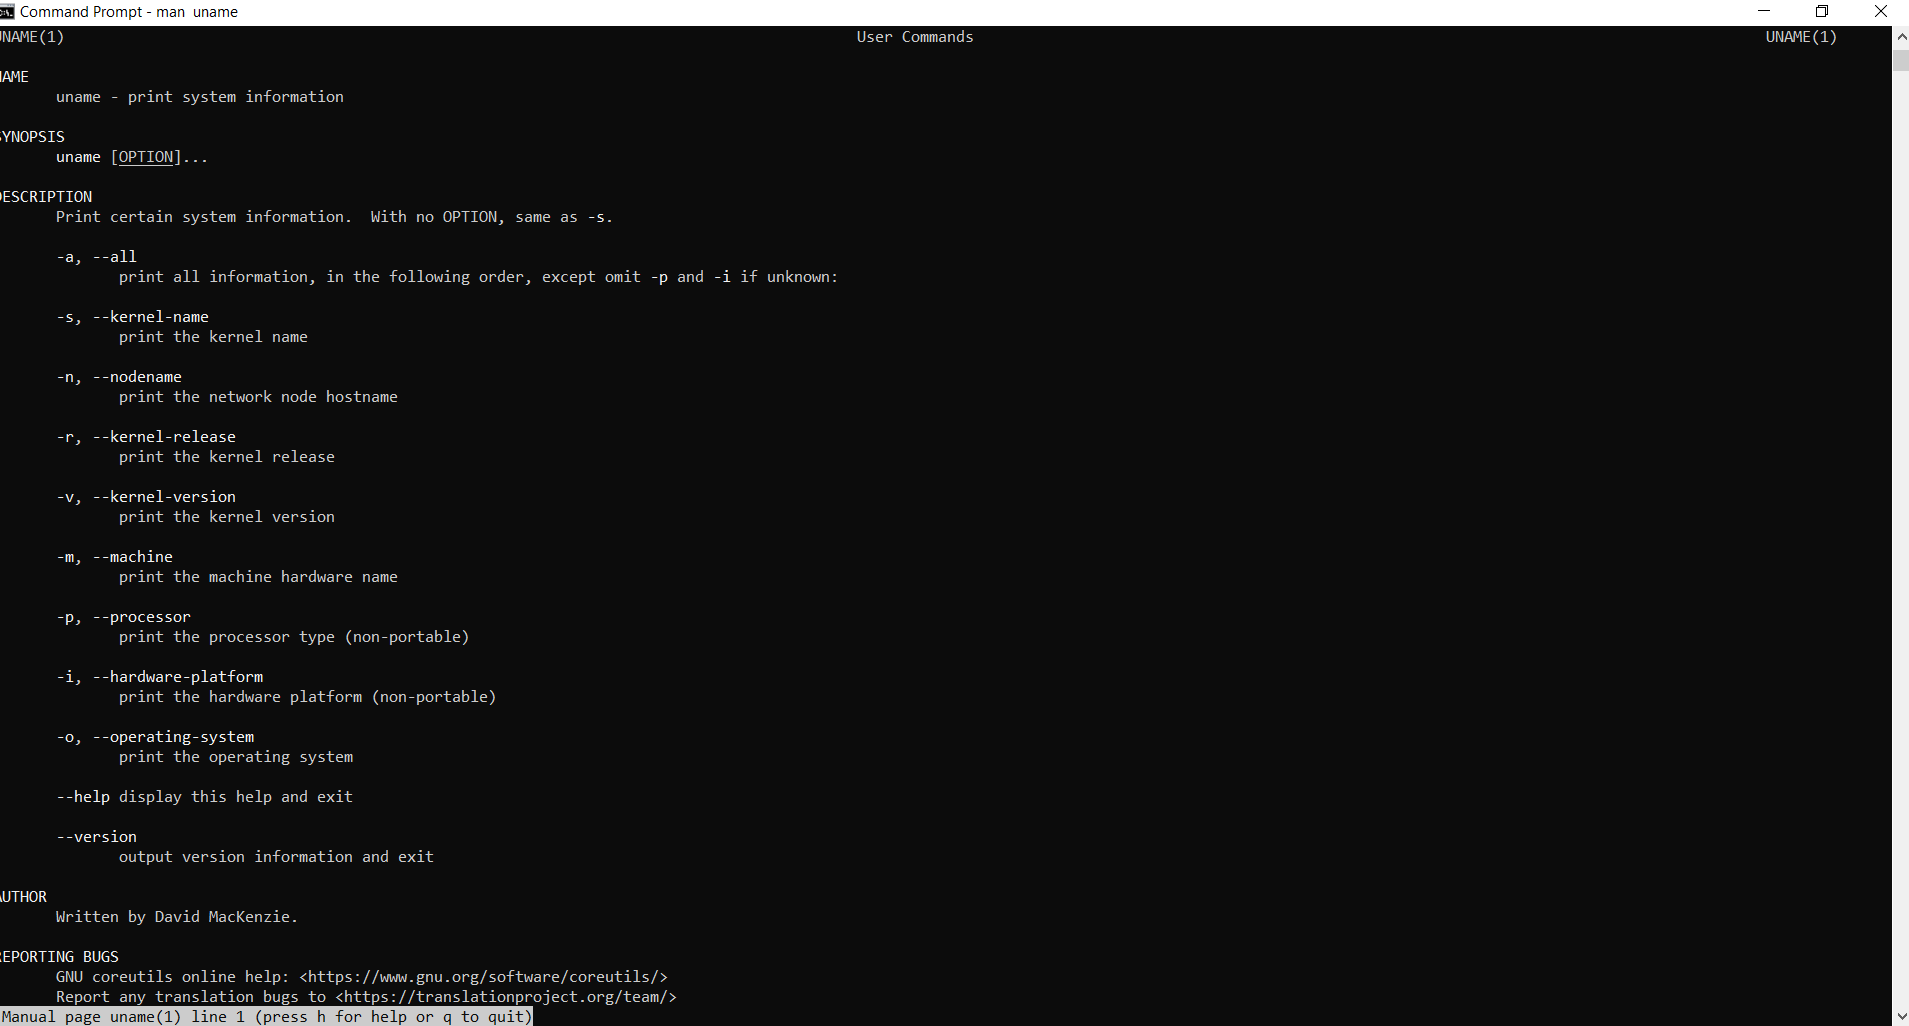 Command Prompt - man  uname
UNAME(1) User Commands UNAME(1)
NAME
uname - print system information
SYNOPSIS
uname [OPTION]...
DESCRIPTION
Print certain system information.  With no OPTION, same as -s.
-a, --all
print all information, in the following order, except omit -p and -i if unknown:
-s, --kernel-name
print the kernel name
-n, --nodename
print the network node hostname
-r, --kernel-release
print the kernel release
-v, --kernel-version
print the kernel version
-m, --machine
print the machine hardware name
-p, --processor
print the processor type (non-portable)
-i, --hardware-platform
print the hardware platform (non-portable)
-o, --operating-system
print the operating system
--help display this help and exit
--version
output version information and exit
AUTHOR
Written by David MacKenzie.
REPORTING BUGS
GNU coreutils online help: <https://www.gnu.org/software/coreutils/>
Report any translation bugs to <https://translationproject.org/team/>
Manual page uname(1) line 1 (press h for help or q to quit)